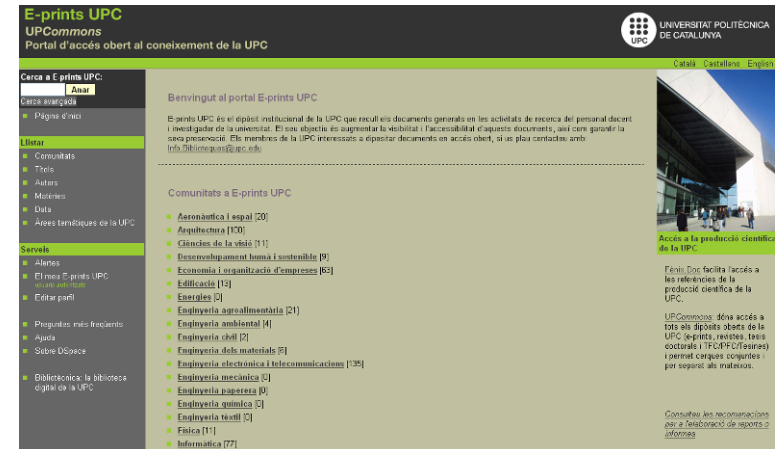 E-prints UPC
UPCommons
Portal d'accés obert al coneixement de la UPC
UPC
UNIVERSITAT POLITÈCNICA
DE CATALUNYA
Català Castellano English
Cerca a E prints UPC:
Anar
Cerca avançada
Pàgina d'inici
Llistar
Comunitats
Títols
Autors
Matèries
Data
Àrees temàtiques de la UPC
Serveis
Alertes
El meu E-prints UPC
usuaris autoritzats
Editar perfil
Preguntes més freqüents
Ajuda
Sobre DSpace
Bibliotècnica: la biblioteca
digital de la UPC
Benvingut al portal E-prints UPC
E-prints UPC és el dipòsit institucional de la UPC que recull els documents generats en les activitats de recerca del personal docent
i investigador de la universitat. El seu objectiu és augmentar la visibilitat i l'accessibilitat d'aquests documents, així com garantir la
seva preservació. Els membres de la UPC interessats a dipositar documents en accés obert, si us plau contacteu amb:
Info.Biblioteques@upc.edu
Comunitats a E-prints UPC
Aeronàutica i espai [20]
Arquitectura [100]
Ciències de la visió [11]
Desenvolupament humà i sostenible [9]
Economia i organització d'empreses [63]
Edificació [13]
Energies [0]
Enginyeria agroalimentària [21]
Enginyeria ambiental [4]
Enginyeria civil [2]
Enginyeria dels materials [6]
Enginyeria electrònica i telecomunicacions [135]
Enginyeria mecànica [0]
Enginyeria paperera [0]
Enginyeria química [0]
Enginyeria tèxtil [0]
Física [11]
Informàtica [77]
Accés a la producció científica
de la UPC
Fènix Doc facilita l'accés a
les referències de la
producció científica de la
UPC.
UPCommons: dóna accés a
tots els dipòsits oberts de la
UPC (e-prints, revistes, tesis
doctorals i TFC/PFC/Tesines)
i permet cerques conjuntes i
per separat als mateixos.
Consulteu les recomanacions
per a l'elaboració de reports o
informes